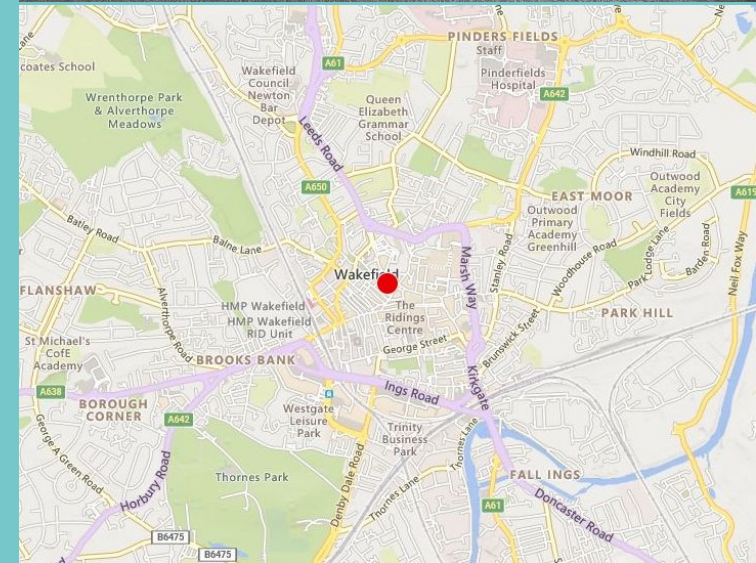 PINDERS FIELDS
Staff
coates School
A61
Wakefield
Council
Newton
Bar
Depot
Pinderfields
Hospital
Wrenthorpe Park
& Alverthorpe
Meadows
A642
Queen
Elizabeth
Grammar
School
Leeds Road
Windhill Road
A650
EAST MOOR
Outwood
Academy
City
Fields
A619
Outwood
Primary
Academy
Greenhill
Batley Road
Balne Lane
Marsh Way
Stanley Road
Woodhouse Road
Park Lodge Lane
Barden Road
Neil Fox Way
Wakefield
FLANSHAW
Alverthorpe Road
HMP Wakefield
HMP Wakefield
RID Unit
The
Ridings
Centre
PARK HILL
St Michael's
CofE
Academy
George Street
Brunswick Street
BROOKS BANK
Kirkgate
A638
Ings Road
BOROUGH
CORNER
A642
Westgate
Leisure
Park
Trinity
Business
Park
Thornes Lane
George A Green Road
Horbury Road
Thornes Park
Denby Dale Road
Thornes Lane
FALL INGS
A61
Doncaster Road
B6475
B6475